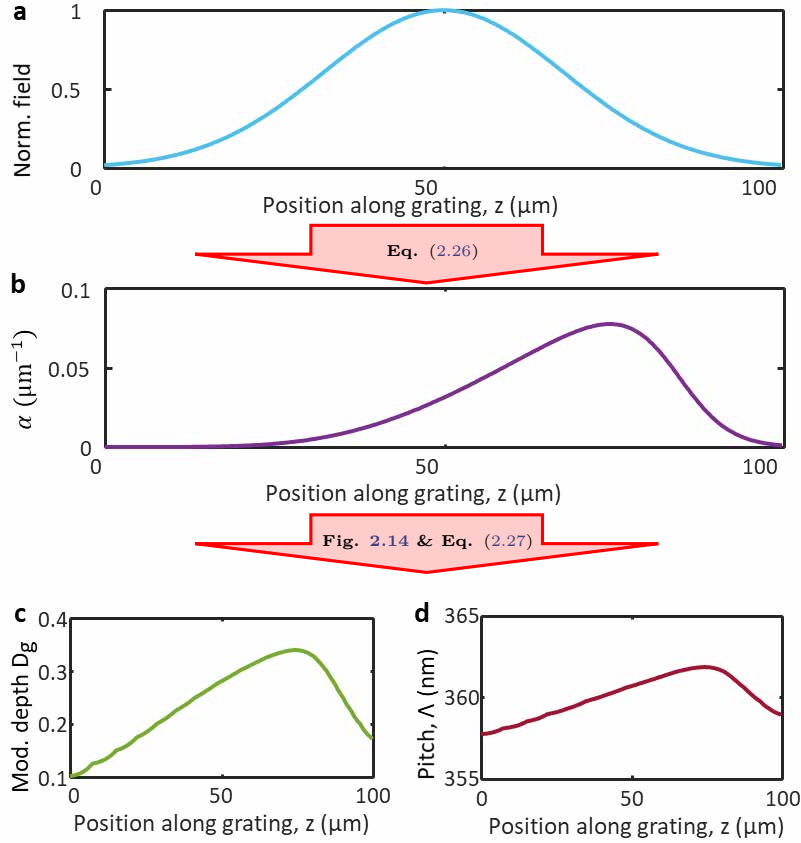 a
Norm. field
1
0.5
0
0 50 100
Position along grating, z (µm)
Eq. (2.26)
b
α (µm⁻¹)
0.1
0.05
0
0 50 100
Position along grating, z (µm)
Fig. 2.14 & Eq. (2.27)
c
Mod. depth Dg
0.4
0.3
0.2
0.1
0 50 100
Position along grating, z (µm)
d
Pitch, Λ (nm)
365
360
355
0 50 100
Position along grating, z (µm)